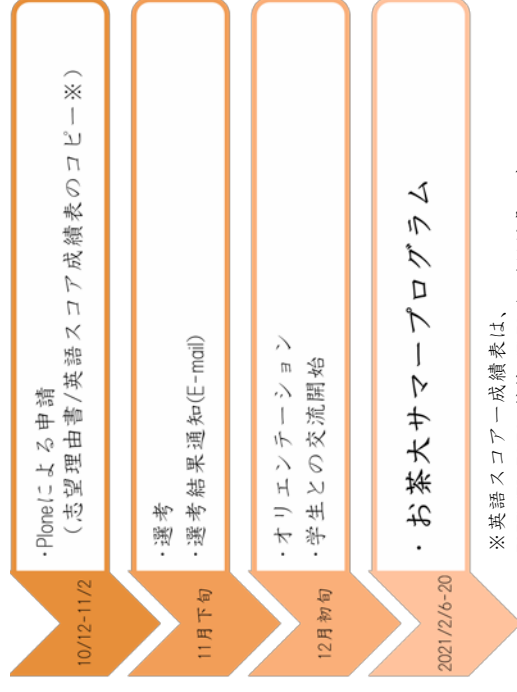 10/12-11/2
・Ploneによる申請
（志望理由書/英語スコア成績表のコピー※）
11月下旬
・選考
・選考結果通知(E-mail)
12月初旬
・オリエンテーション
・学生との交流開始
2021/2/6-20
・お茶大サマープログラム
※英語スコアー成績表は、